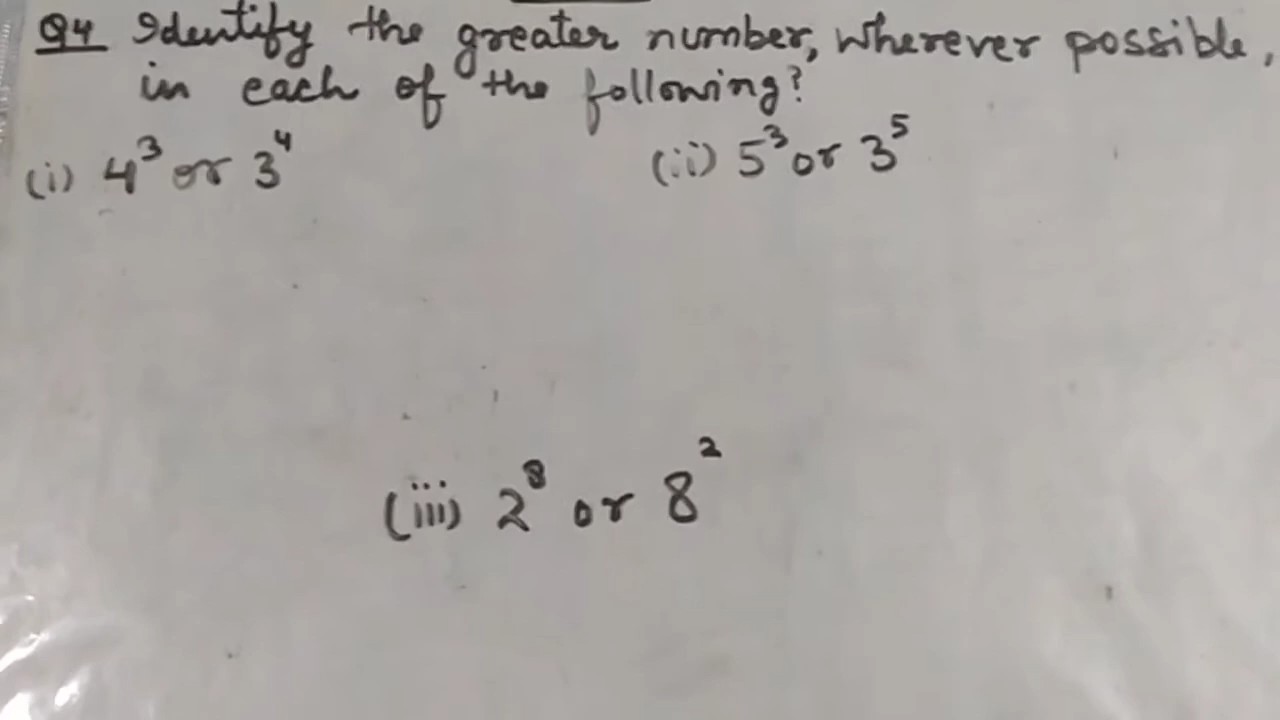 Q4 Identify the greater number, wherever possible,
in each of the following?
(i) 4³ or 3⁴ (ii) 5³ or 3⁵
(iii) 2⁸ or 8²